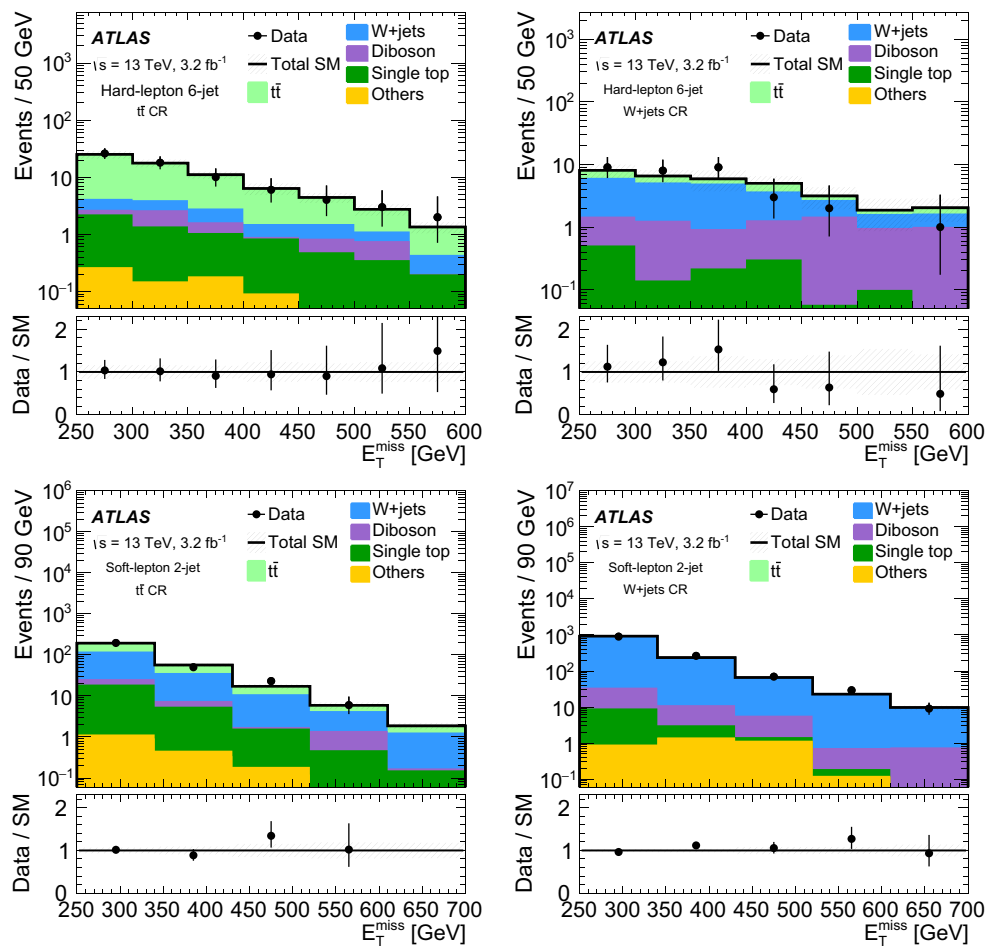 Events / 50 GeV
10³
10²
10
1
10⁻¹
ATLAS
√s = 13 TeV, 3.2 fb⁻¹
Hard-lepton 6-jet
tt̄ CR
Data
Total SM
tt̄
W+jets
Diboson
Single top
Others
Data / SM
2
1
0
250 300 350 400 450 500 550 600
E_T^miss [GeV]
Events / 50 GeV
10³
10²
10
1
10⁻¹
ATLAS
√s = 13 TeV, 3.2 fb⁻¹
Hard-lepton 6-jet
W+jets CR
Data
Total SM
tt̄
W+jets
Diboson
Single top
Others
Data / SM
2
1
0
250 300 350 400 450 500 550 600
E_T^miss [GeV]
Events / 90 GeV
10⁶
10⁵
10⁴
10³
10²
10
1
10⁻¹
ATLAS
√s = 13 TeV, 3.2 fb⁻¹
Soft-lepton 2-jet
tt̄ CR
Data
Total SM
tt̄
W+jets
Diboson
Single top
Others
Data / SM
2
1
0
250 300 350 400 450 500 550 600 650 700
E_T^miss [GeV]
Events / 90 GeV
10⁷
10⁶
10⁵
10⁴
10³
10²
10
1
10⁻¹
ATLAS
√s = 13 TeV, 3.2 fb⁻¹
Soft-lepton 2-jet
W+jets CR
Data
Total SM
tt̄
W+jets
Diboson
Single top
Others
Data / SM
2
1
0
250 300 350 400 450 500 550 600 650 700
E_T^miss [GeV]